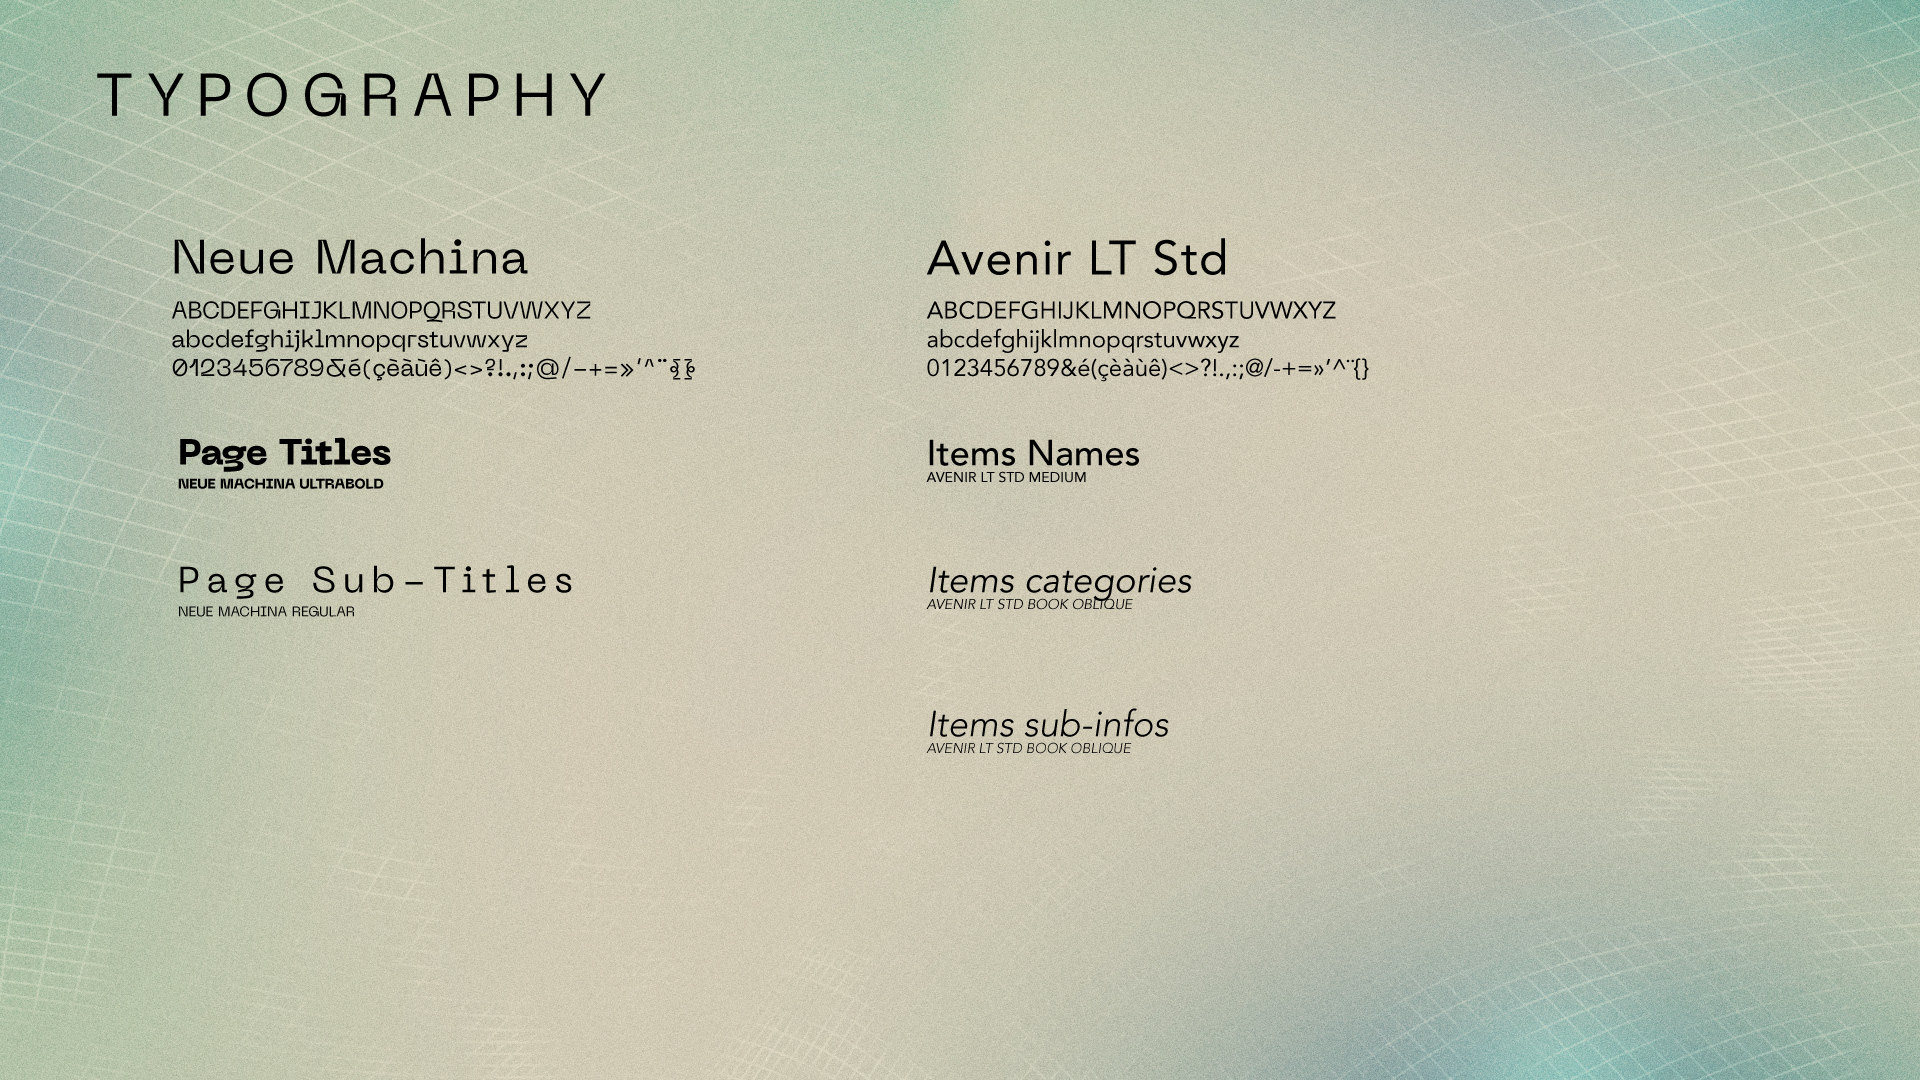 TYPOGRAPHY
Neue Machina
ABCDEFGHIJKLMNOPQRSTUVWXYZ
abcdefghijklmnopqrstuvwxyz
0123456789&é(çèàùê)<>?!.,:;@/-+=»'^¨{}
Page Titles
NEUE MACHINA ULTRABOLD
Page Sub-Titles
NEUE MACHINA REGULAR
Avenir LT Std
ABCDEFGHIJKLMNOPQRSTUVWXYZ
abcdefghijklmnopqrstuvwxyz
0123456789&é(çèàùê)<>?!.,:;@/-+=»'^¨{}
Items Names
AVENIR LT STD MEDIUM
Items categories
AVENIR LT STD BOOK OBLIQUE
Items sub-infos
AVENIR LT STD BOOK OBLIQUE